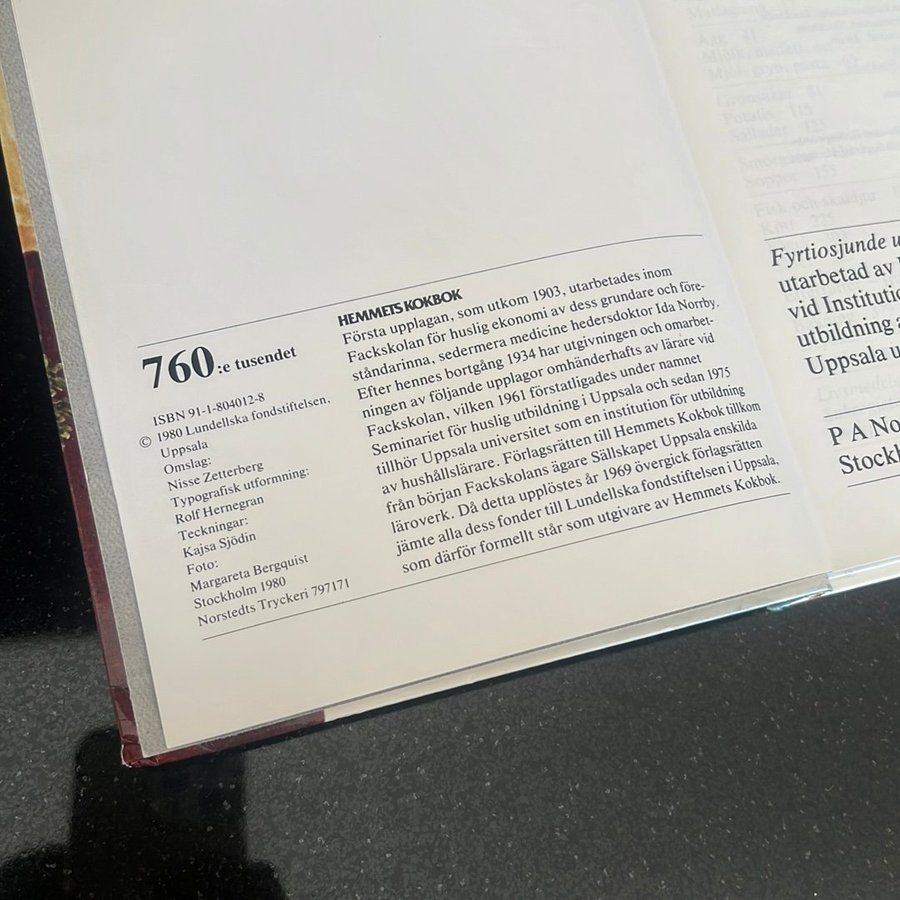 760:e tusendet
ISBN 91-1-804012-8
© 1980 Lundellska fondstiftelsen,
Uppsala
Omslag:
Nisse Zetterberg
Typografisk utformning:
Rolf Hernegran
Teckningar:
Kajsa Sjödin
Foto:
Margareta Bergquist
Stockholm 1980
Norstedts Tryckeri 797171
HEMMETS KOKBOK
Första upplagan, som utkom 1903, utarbetades inom
Fackskolan för huslig ekonomi av dess grundare och före-
ståndarinna, sedermera medicine hedersdoktor Ida Norrby.
Efter hennes bortgång 1934 har utgivningen och omarbet-
ningen av följande upplagor omhänderhafts av lärare vid
Fackskolan, vilken 1961 förstatligades under namnet
Seminariet för huslig utbildning i Uppsala och sedan 1975
tillhör Uppsala universitet som en institution för utbildning
av hushållslärare. Förlagsrätten till Hemmets Kokbok tillkom
från början Fackskolans ägare Sällskapet Uppsala enskilda
läroverk. Då detta upplöstes år 1969 övergick förlagsrätten
jämte alla dess fonder till Lundellska fondstiftelsen i Uppsala,
som därför formellt står som utgivare av Hemmets Kokbok.
Potatis 115
Soppor 155
Fisk och skaldjur
Fyrtiosjunde
utarbetad av
vid
utbildning
Uppsala
P A